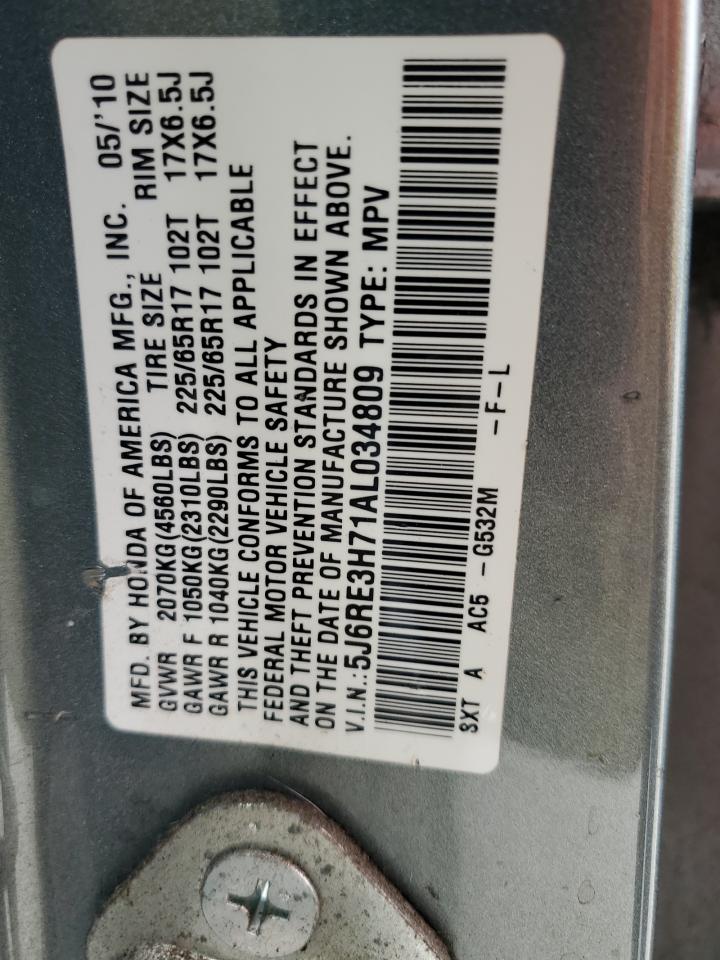 MFD. BY HONDA OF AMERICA MFG., INC. 05/'10
GVWR 2070KG(4560LBS) TIRE SIZE RIM SIZE
GAWR F 1050KG(2310LBS) 225/65R17 102T 17X6.5J
GAWR R 1040KG(2290LBS) 225/65R17 102T 17X6.5J
THIS VEHICLE CONFORMS TO ALL APPLICABLE
FEDERAL MOTOR VEHICLE SAFETY
AND THEFT PREVENTION STANDARDS IN EFFECT
ON THE DATE OF MANUFACTURE SHOWN ABOVE.
V.I.N.:5J6RE3H71AL034809 TYPE: MPV
SXT A AC5 -G532M -F-L